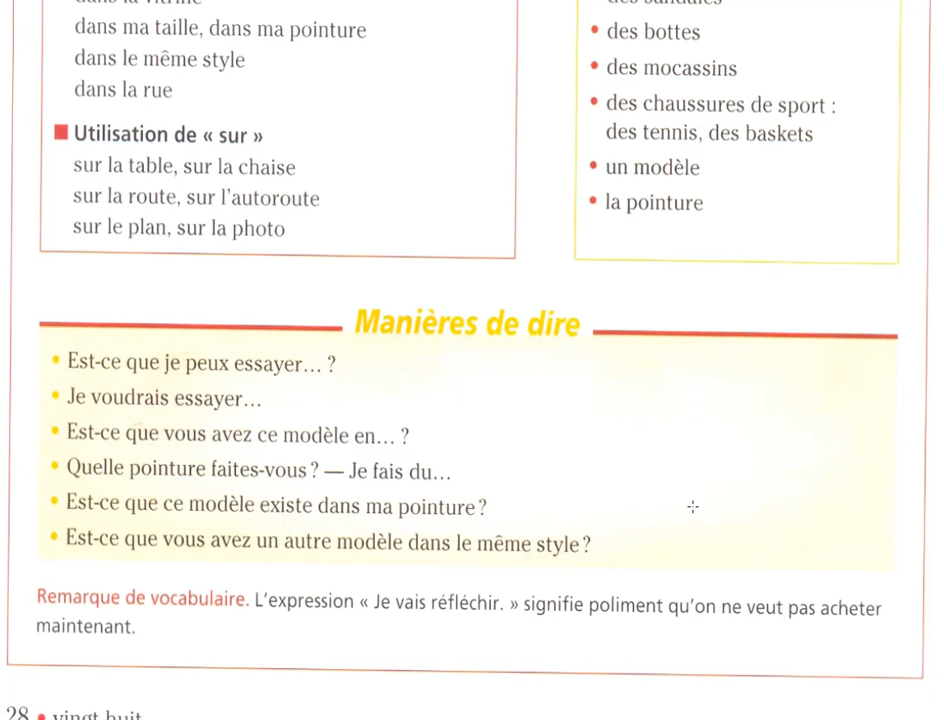 dans ma taille, dans ma pointure
dans le même style
dans la rue
Utilisation de « sur »
sur la table, sur la chaise
sur la route, sur l'autoroute
sur le plan, sur la photo
des sandales
• des bottes
• des mocassins
• des chaussures de sport :
des tennis, des baskets
• un modèle
• la pointure
Manières de dire
• Est-ce que je peux essayer… ?
• Je voudrais essayer…
• Est-ce que vous avez ce modèle en… ?
• Quelle pointure faites-vous ? — Je fais du…
• Est-ce que ce modèle existe dans ma pointure ?
• Est-ce que vous avez un autre modèle dans le même style ?
Remarque de vocabulaire. L'expression « Je vais réfléchir. » signifie poliment qu'on ne veut pas acheter
maintenant.
28 • vingt-huit